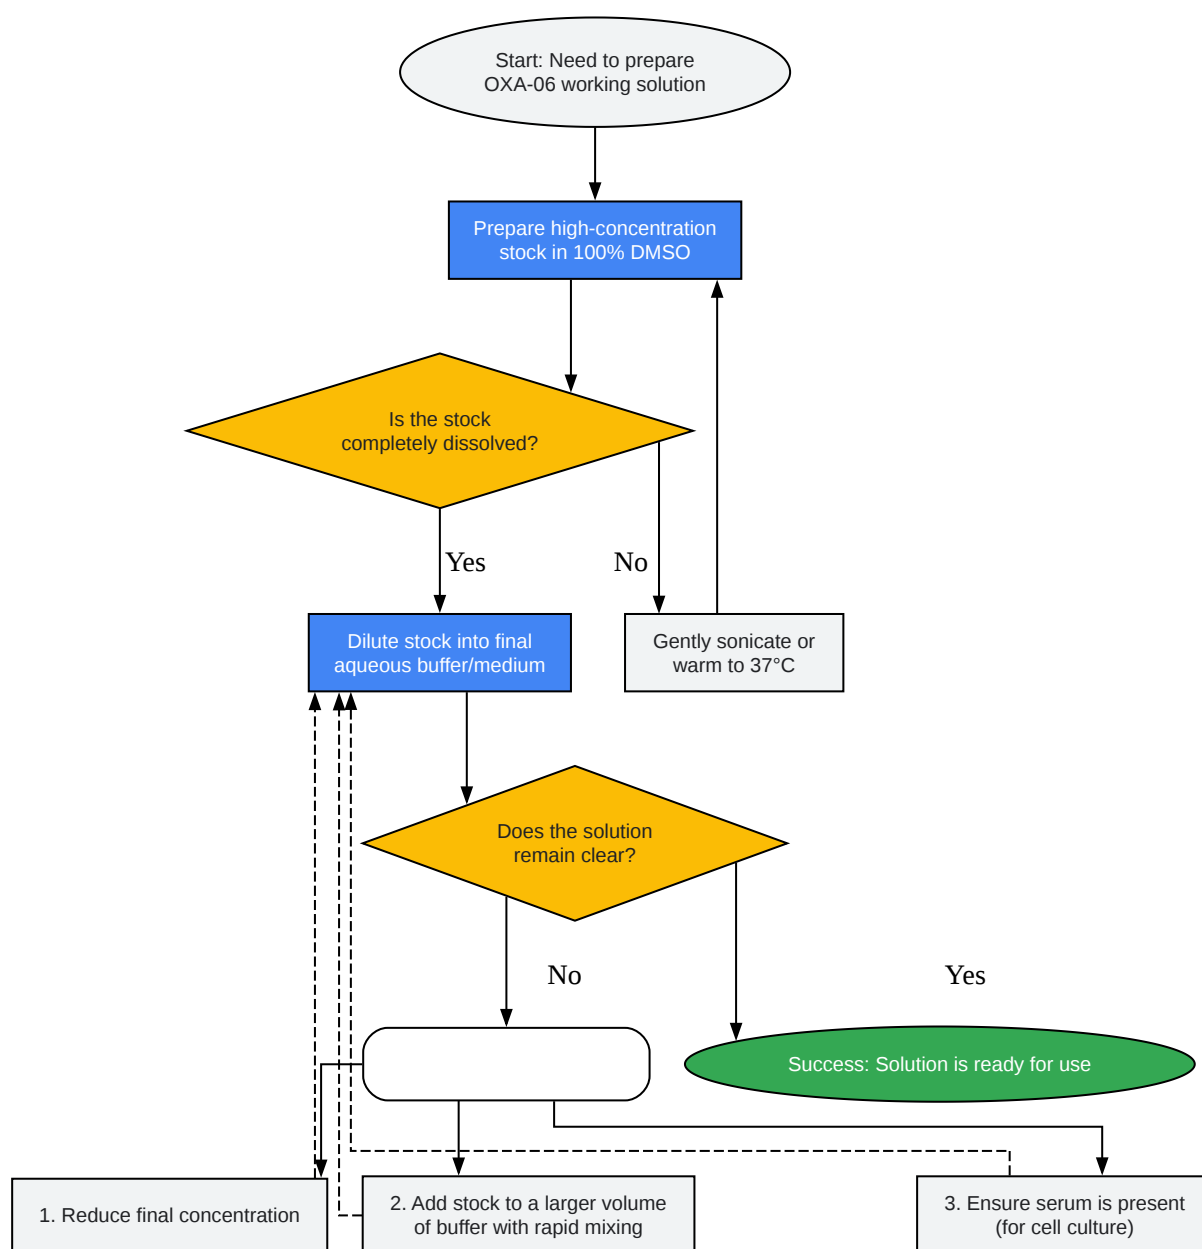 Start: Need to prepare
OXA-06 working solution
Prepare high-concentration
stock in 100% DMSO
Is the stock
completely dissolved?
Yes
No
Dilute stock into final
aqueous buffer/medium
Gently sonicate or
warm to 37°C
Does the solution
remain clear?
No
Yes
Success: Solution is ready for use
1. Reduce final concentration
2. Add stock to a larger volume
of buffer with rapid mixing
3. Ensure serum is present
(for cell culture)